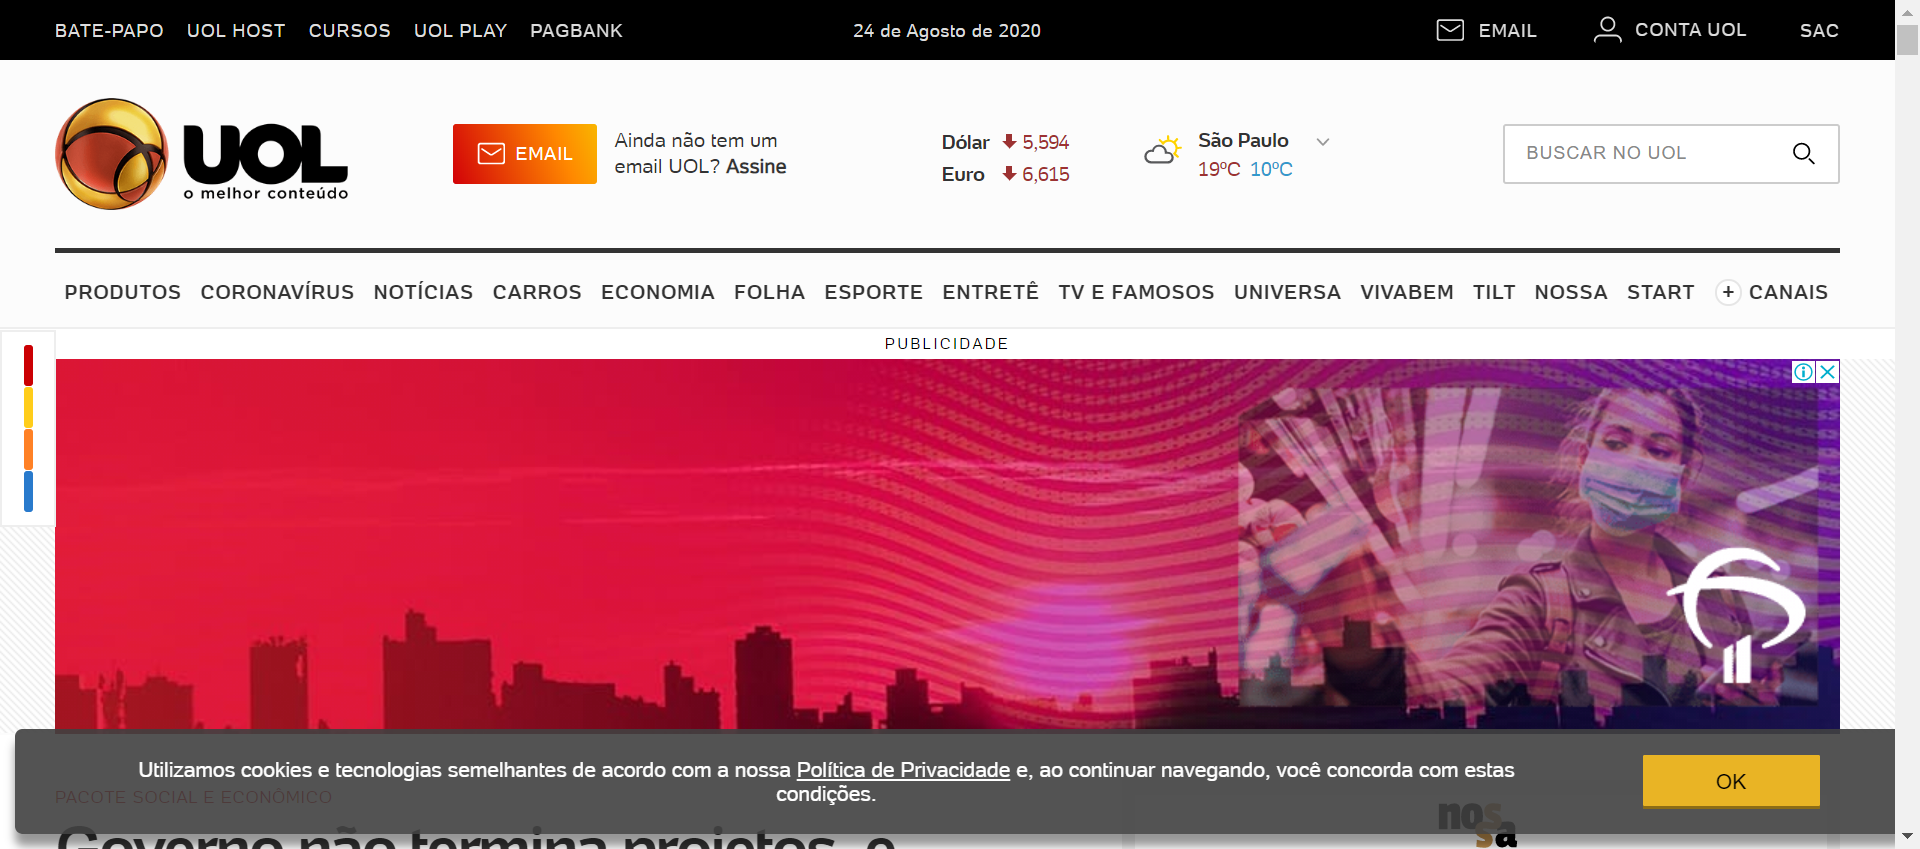 BATE-PAPO UOL HOST CURSOS UOL PLAY PAGBANK 24 de Agosto de 2020 EMAIL CONTA UOL SAC
UOL
o melhor conteúdo
EMAIL
Ainda não tem um
email UOL? Assine
Dólar 5,594
Euro 6,615
São Paulo
19ºC 10ºC
BUSCAR NO UOL
PRODUTOS CORONAVÍRUS NOTÍCIAS CARROS ECONOMIA FOLHA ESPORTE ENTRETÊ TV E FAMOSOS UNIVERSA VIVABEM TILT NOSSA START + CANAIS
PUBLICIDADE
Utilizamos cookies e tecnologias semelhantes de acordo com a nossa Política de Privacidade e, ao continuar navegando, você concorda com estas
condições.
OK
PACOTE SOCIAL E ECONÔMICO
Governo não termina projetos, e
nossa